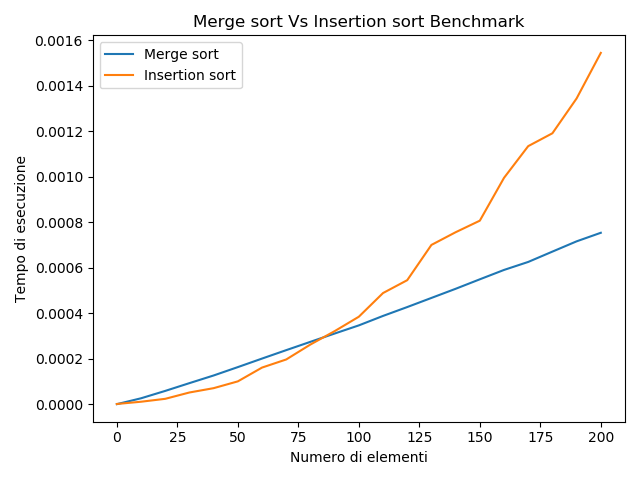 Merge sort Vs Insertion sort Benchmark
Merge sort
Insertion sort
Tempo di esecuzione
0.0016
0.0014
0.0012
0.0010
0.0008
0.0006
0.0004
0.0002
0.0000
0 25 50 75 100 125 150 175 200
Numero di elementi